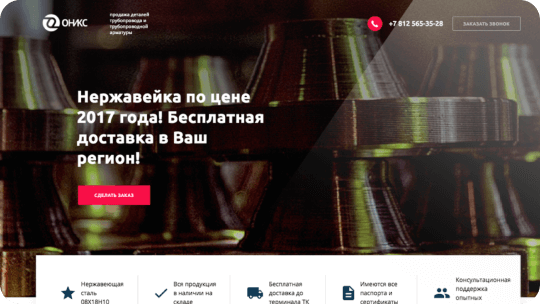 ОНИКС
продажа деталей
трубопровода и
трубопроводной
арматуры
+7 812 565-35-28
ЗАКАЗАТЬ ЗВОНОК
Нержавейка по цене
2017 года! Бесплатная
доставка в Ваш
регион!
СДЕЛАТЬ ЗАКАЗ
Нержавеющая
сталь
08Х18Н10
Вся продукция
в наличии на
складе
Бесплатная
доставка до
терминала ТК
Имеются все
паспорта и
сертификаты
Консультационная
поддержка
опытных